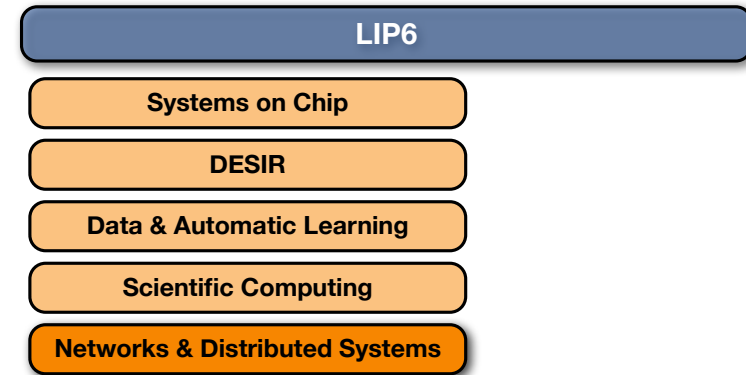 LIP6
Systems on Chip
DESIR
Data & Automatic Learning
Scientific Computing
Networks & Distributed Systems